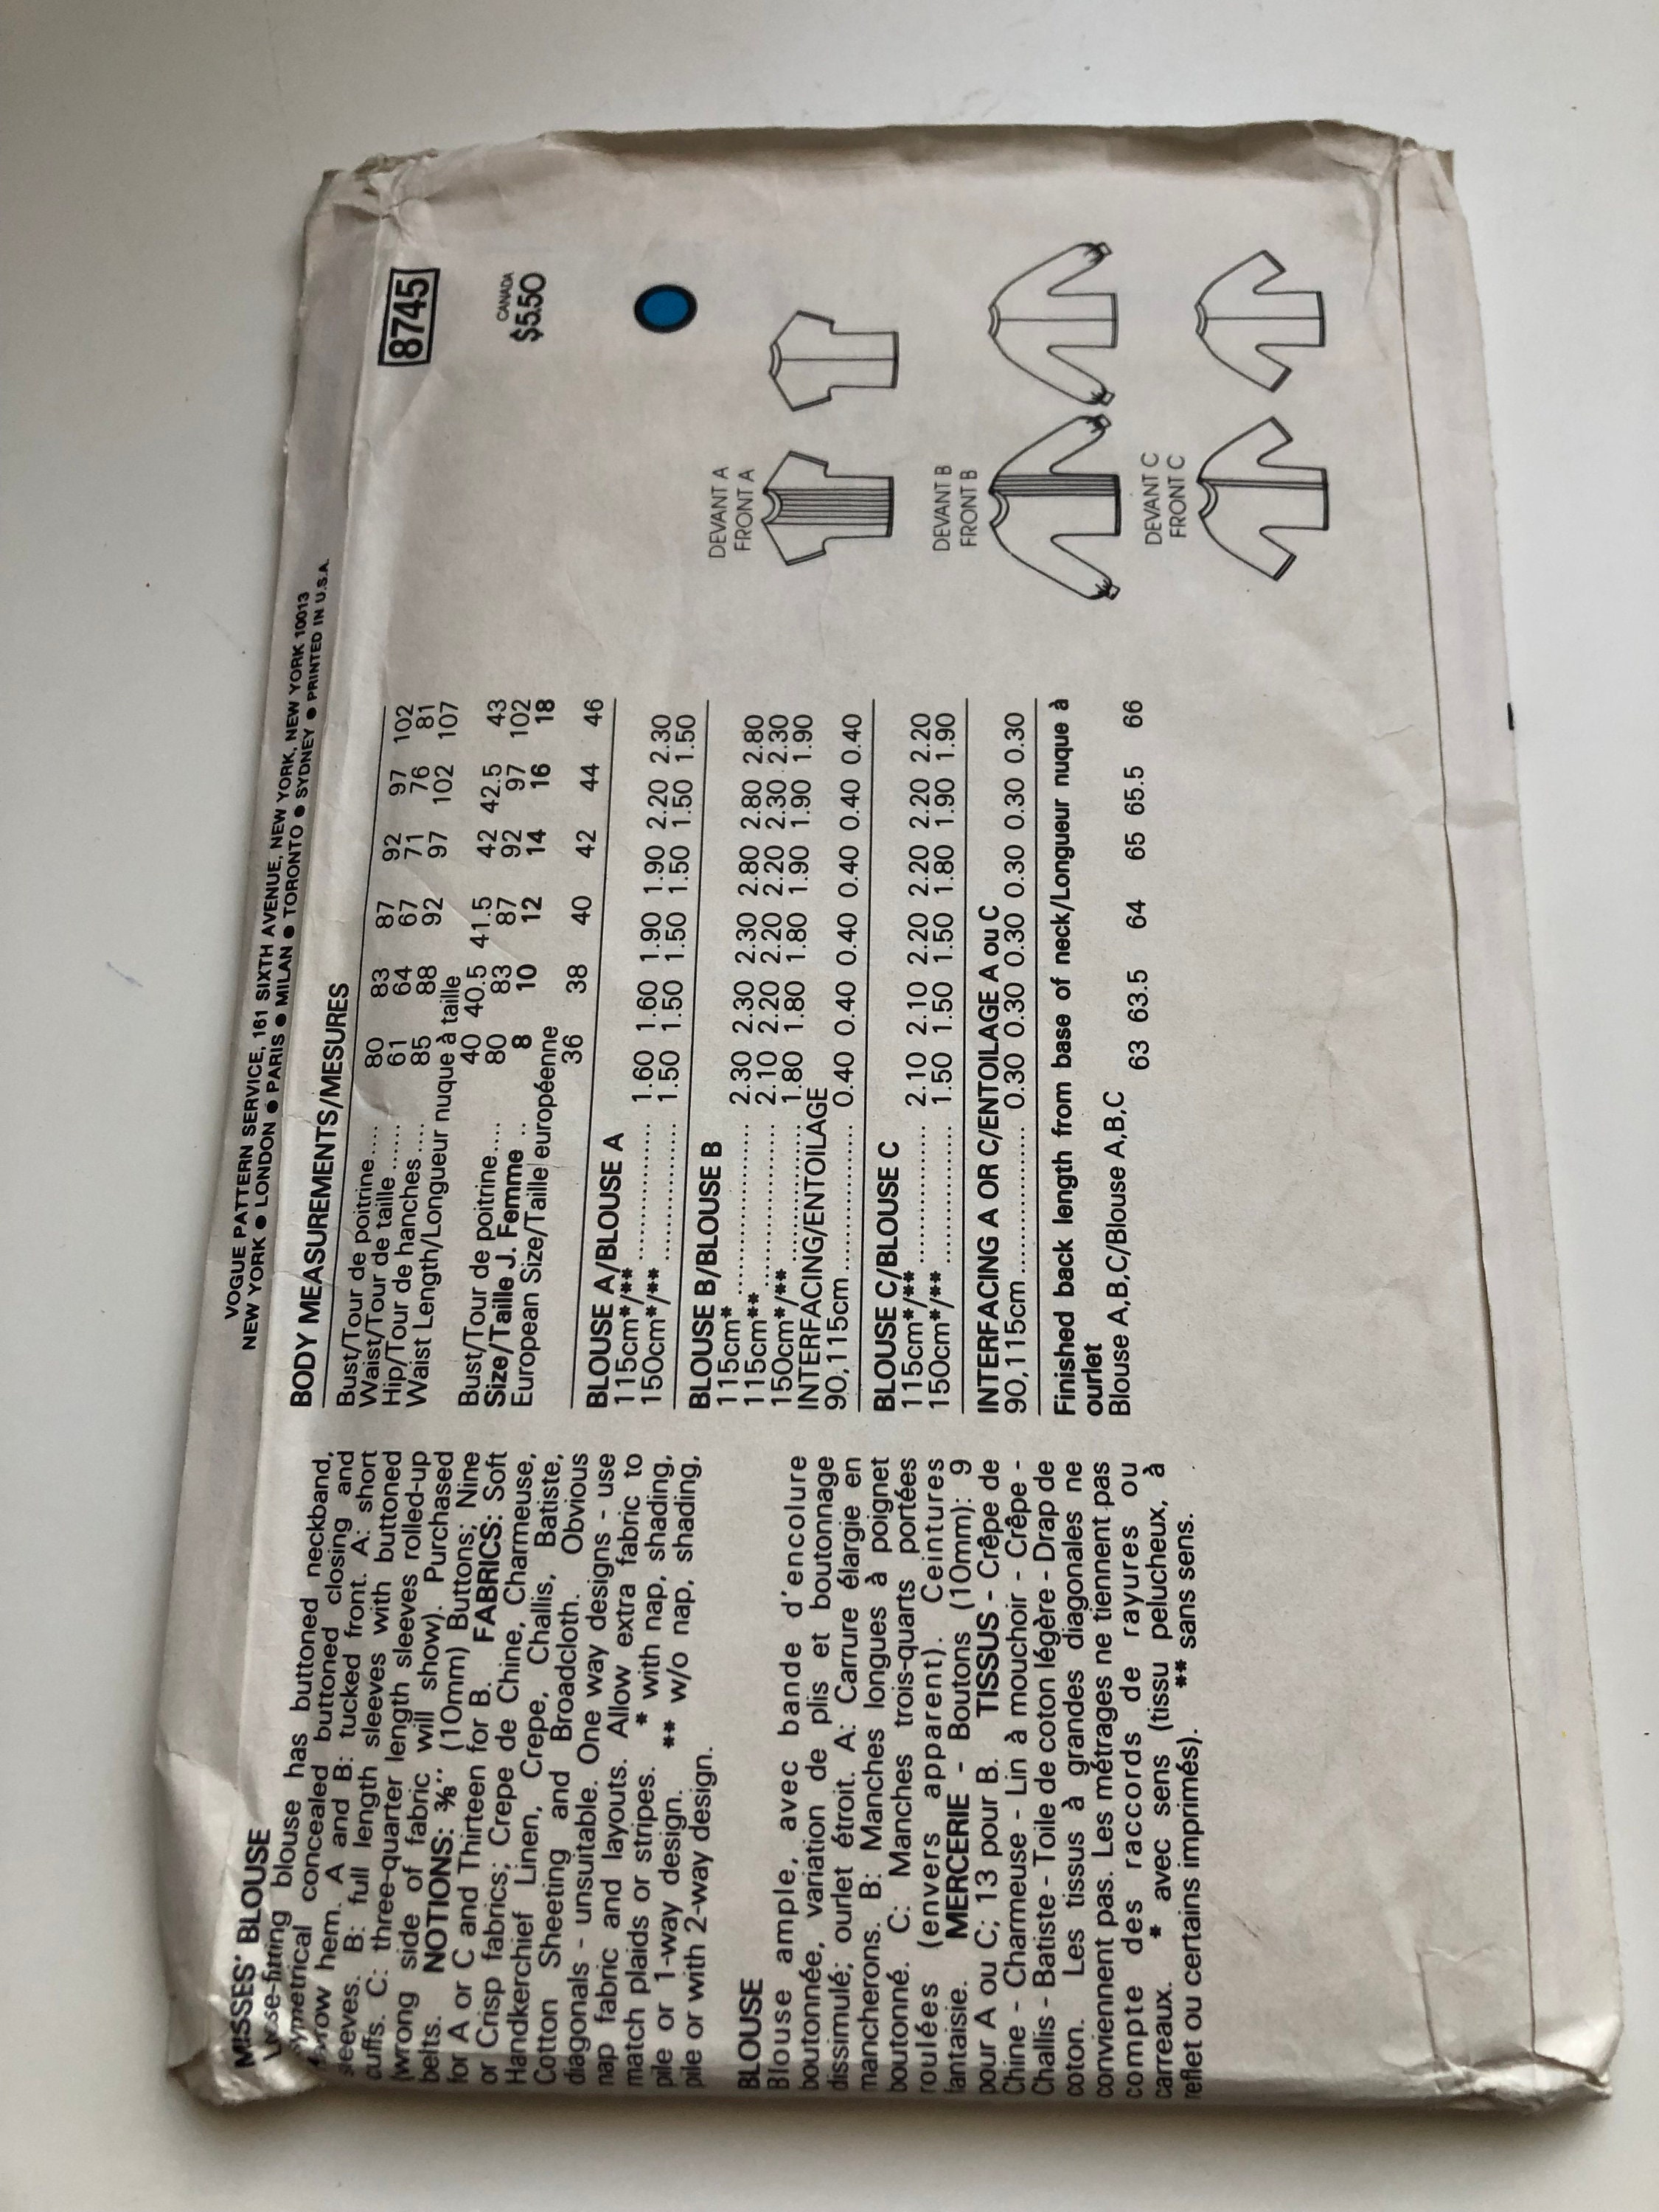 VOGUE PATTERN SERVICE, 161 SIXTH AVENUE, NEW YORK, NEW YORK 10013
NEW YORK ● LONDON ● PARIS ● MILAN ● TORONTO ● SYDNEY ● PRINTED IN U.S.A.
8745
CANADA
$5.50
MISSES' BLOUSE
Loose-fitting blouse has buttoned neckband,
asymetrical concealed buttoned closing and
narrow hem. A and B: tucked front. A: short
sleeves. B: full length sleeves with buttoned
cuffs. C: three-quarter length sleeves rolled-up
(wrong side of fabric will show). Purchased
belts. NOTIONS: ⅜'' (10mm) Buttons; Nine
for A or C and Thirteen for B. FABRICS: Soft
or Crisp fabrics; Crepe de Chine, Charmeuse,
Handkerchief Linen, Crepe, Challis, Batiste,
Cotton Sheeting and Broadcloth. Obvious
diagonals - unsuitable. One way designs - use
nap fabric and layouts. Allow extra fabric to
match plaids or stripes. * with nap, shading,
pile or 1-way design. ** w/o nap, shading,
pile or with 2-way design.
BLOUSE
Blouse ample, avec bande d'encolure
boutonnée, variation de plis et boutonnage
dissimulé; ourlet étroit. A: Carrure élargie en
mancherons. B: Manches longues à poignet
boutonné. C: Manches trois-quarts portées
roulées (envers apparent). Ceintures
fantaisie. MERCERIE - Boutons (10mm): 9
pour A ou C; 13 pour B. TISSUS - Crêpe de
Chine - Charmeuse - Lin à mouchoir - Crêpe -
Challis - Batiste - Toile de coton légère - Drap de
coton. Les tissus à grandes diagonales ne
conviennent pas. Les métrages ne tiennent pas
compte des raccords de rayures ou
carreaux. * avec sens (tissu pelucheux, à
reflet ou certains imprimés). ** sans sens.
BODY MEASUREMENTS/MESURES
Bust/Tour de poitrine..... 80 83 87 92 97 102
Waist/Tour de taille ...... 61 64 67 71 76 81
Hip/Tour de hanches..... 85 88 92 97 102 107
Waist Length/Longueur nuque à taille
40 40.5 41.5 42 42.5 43
Bust/Tour de poitrine..... 80 83 87 92 97 102
Size/Taille J. Femme .. 8 10 12 14 16 18
European Size/Taille européenne
36 38 40 42 44 46
BLOUSE A/BLOUSE A
115cm*/** ............... 1.60 1.60 1.90 1.90 2.20 2.30
150cm*/** ............... 1.50 1.50 1.50 1.50 1.50 1.50
BLOUSE B/BLOUSE B
115cm* .................. 2.30 2.30 2.30 2.80 2.80 2.80
115cm** ................. 2.10 2.20 2.20 2.20 2.30 2.30
150cm*/** ............... 1.80 1.80 1.80 1.90 1.90 1.90
INTERFACING/ENTOILAGE
90,115cm ................ 0.40 0.40 0.40 0.40 0.40 0.40
BLOUSE C/BLOUSE C
115cm*/** ............... 2.10 2.10 2.20 2.20 2.20 2.20
150cm*/** ............... 1.50 1.50 1.50 1.80 1.90 1.90
INTERFACING A OR C/ENTOILAGE A ou C
90,115cm................. 0.30 0.30 0.30 0.30 0.30 0.30
Finished back length from base of neck/Longueur nuque à
ourlet
Blouse A,B,C/Blouse A,B,C
63 63.5 64 65 65.5 66
DEVANT A
FRONT A
DEVANT B
FRONT B
DEVANT C
FRONT C